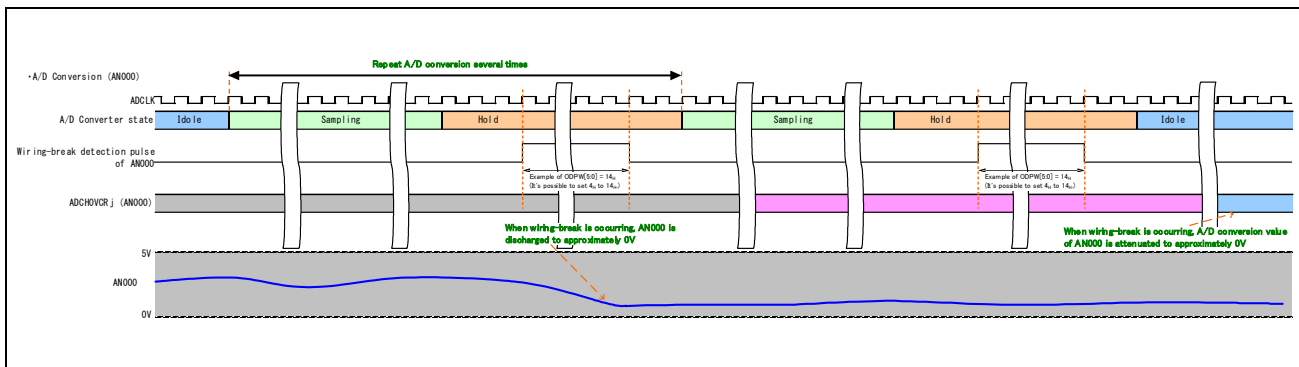 Repeat A/D conversion several times
・A/D Conversion (AN000)
ADCLK
A/D Converter state
Idole
Sampling
Hold
Sampling
Hold
Idole
Wiring-break detection pulse
of AN000
Example of ODPW[5:0] = 14H
(It's possible to set 4H to 14H)
Example of ODPW[5:0] = 14H
(It's possible to set 4H to 14H)
ADCHOVCRj (AN000)
When wiring-break is ocourring, AN000 is
discharged to approximately 0V
When wiring-break is ocourring, A/D conversion value
of AN000 is attenuated to approximately 0V
5V
AN000
0V